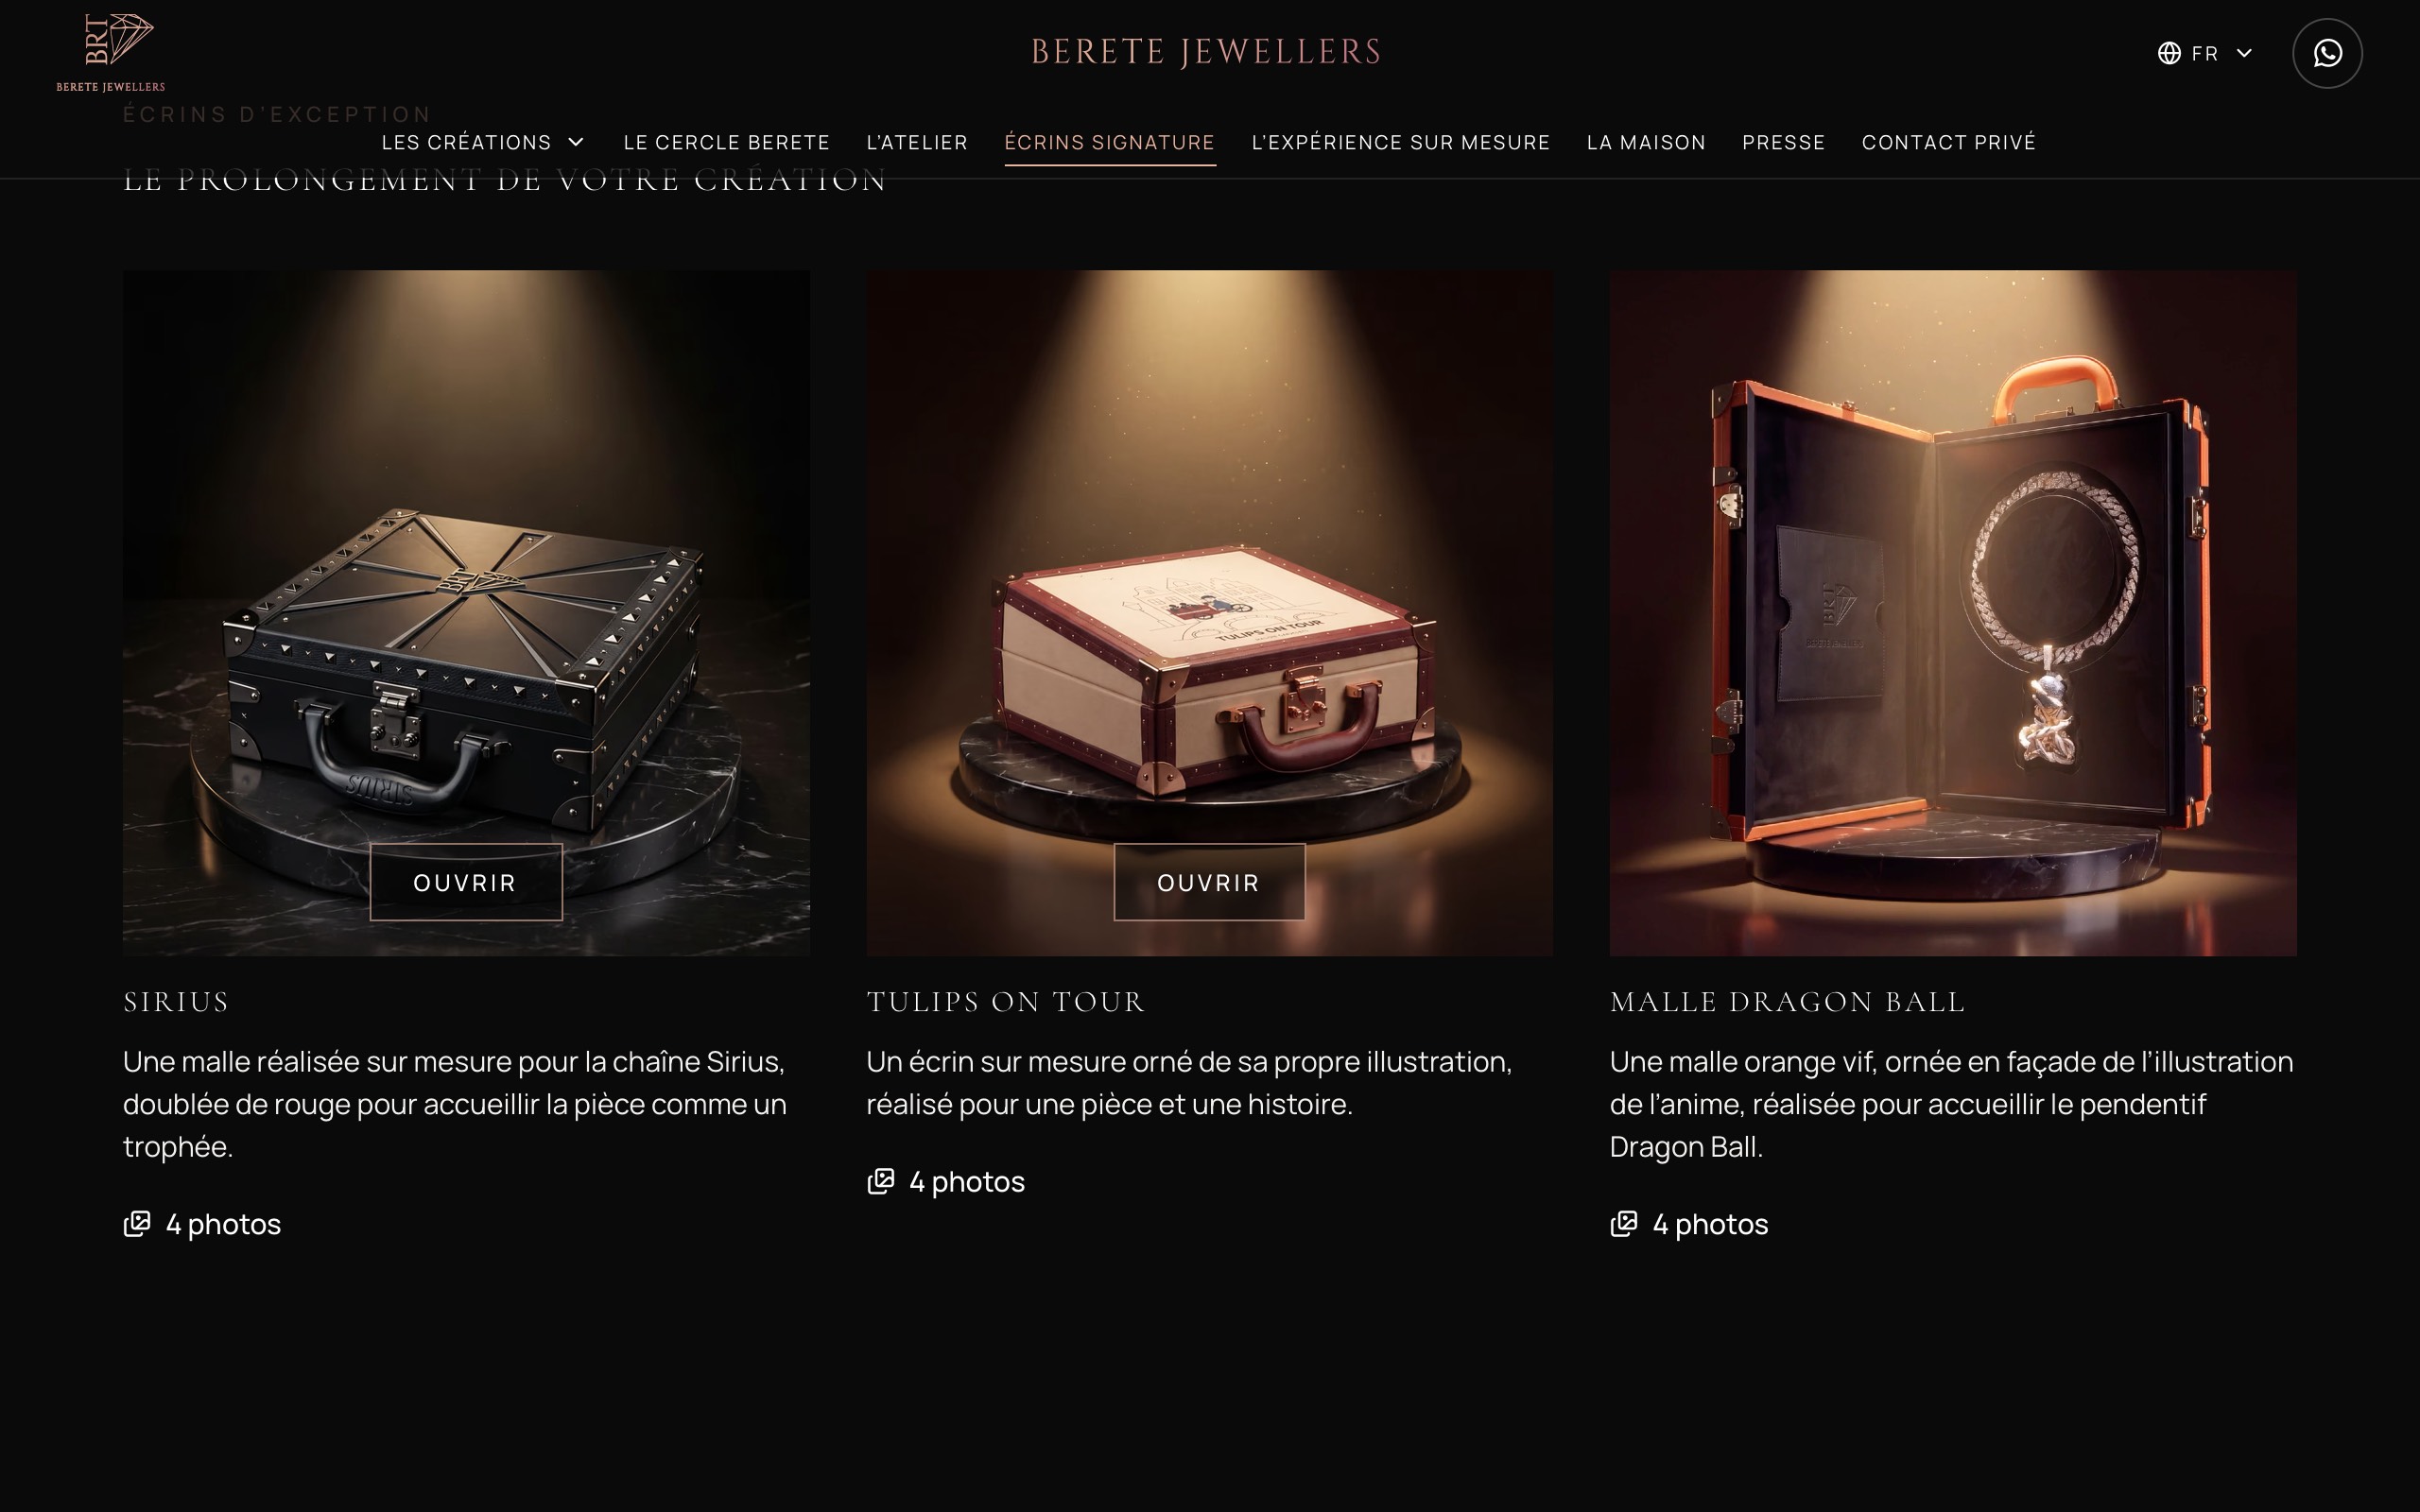 BRT
BERETE JEWELLERS
BERETE JEWELLERS
FR
ÉCRINS D’EXCEPTION
LES CRÉATIONS
LE CERCLE BERETE
L’ATELIER
ÉCRINS SIGNATURE
L’EXPÉRIENCE SUR MESURE
LA MAISON
PRESSE
CONTACT PRIVÉ
LE PROLONGEMENT DE VOTRE CRÉATION
BRT
SIRIUS
OUVRIR
TULIPS ON TOUR
OUVRIR
BRT
SIRIUS
Une malle réalisée sur mesure pour la chaîne Sirius,
doublée de rouge pour accueillir la pièce comme un
trophée.
4 photos
TULIPS ON TOUR
Un écrin sur mesure orné de sa propre illustration,
réalisé pour une pièce et une histoire.
4 photos
MALLE DRAGON BALL
Une malle orange vif, ornée en façade de l’illustration
de l’anime, réalisée pour accueillir le pendentif
Dragon Ball.
4 photos